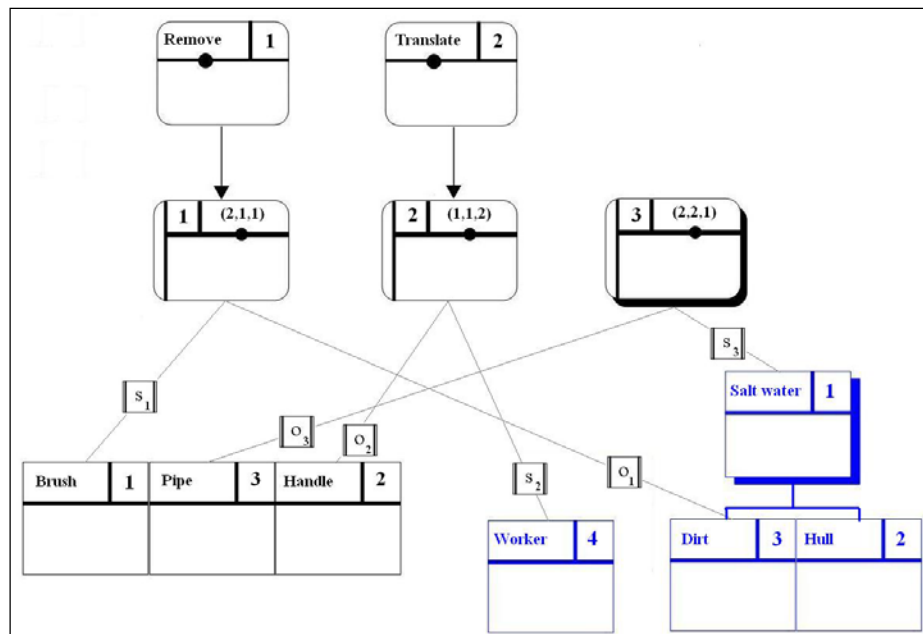 Remove 1 Translate 2
1 (2,1,1) 2 (1,1,2) 3 (2,2,1)
S3
Salt water 1
S1
O3 O2
Brush 1 Pipe 3 Handle 2
S2 O1
Worker 4 Dirt 3 Hull 2